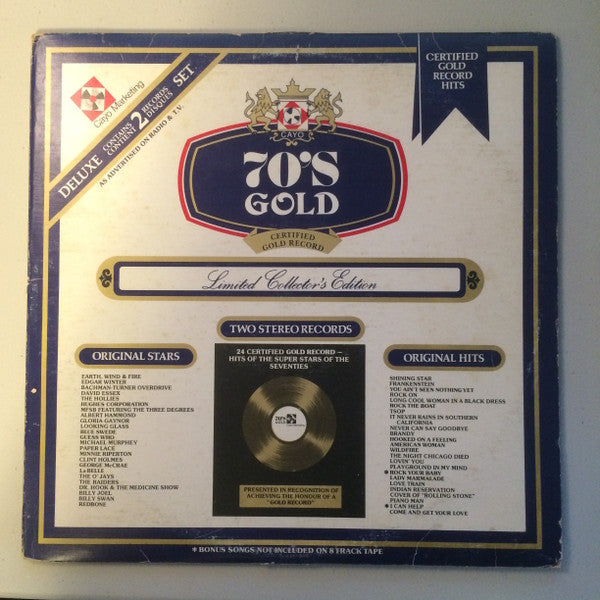 Gayo Marketing
DELUXE CONTAINS CONTIENT 2 RECORDS DISQUES SET
AS ADVERTISED ON RADIO & T.V.
CERTIFIED
GOLD
RECORD
HITS
GAYO
70'S
GOLD
CERTIFIED
GOLD RECORD
Limited Collector's Edition
TWO STEREO RECORDS
ORIGINAL STARS
EARTH, WIND & FIRE
EDGAR WINTER
BACHMAN-TURNER OVERDRIVE
DAVID ESSEX
THE HOLLIES
HUGHES CORPORATION
MFSB FEATURING THE THREE DEGREES
ALBERT HAMMOND
GLORIA GAYNOR
LOOKING GLASS
BLUE SWEDE
GUESS WHO
MICHAEL MURPHEY
PAPER LACE
MINNIE RIPERTON
CLINT HOLMES
GEORGE McCRAE
LaBELLE
THE O'JAYS
THE RAIDERS
DR. HOOK & THE MEDICINE SHOW
BILLY JOEL
BILLY SWAN
REDBONE
24 CERTIFIED GOLD RECORD –
HITS OF THE SUPER STARS OF THE
SEVENTIES
70'S
GOLD
PRESENTED IN RECOGNITION OF
ACHIEVING THE HONOUR OF A
"GOLD RECORD"
ORIGINAL HITS
SHINING STAR
FRANKENSTEIN
YOU AIN'T SEEN NOTHING YET
ROCK ON
LONG COOL WOMAN IN A BLACK DRESS
ROCK THE BOAT
TSOP
IT NEVER RAINS IN SOUTHERN
CALIFORNIA
NEVER CAN SAY GOODBYE
BRANDY
HOOKED ON A FEELING
AMERICAN WOMAN
WILDFIRE
THE NIGHT CHICAGO DIED
LOVIN' YOU
PLAYGROUND IN MY MIND
* ROCK YOUR BABY
LADY MARMALADE
LOVE TRAIN
INDIAN RESERVATION
COVER OF "ROLLING STONE"
PIANO MAN
* I CAN HELP
COME AND GET YOUR LOVE
* BONUS SONGS NOT INCLUDED ON 8 TRACK TAPE